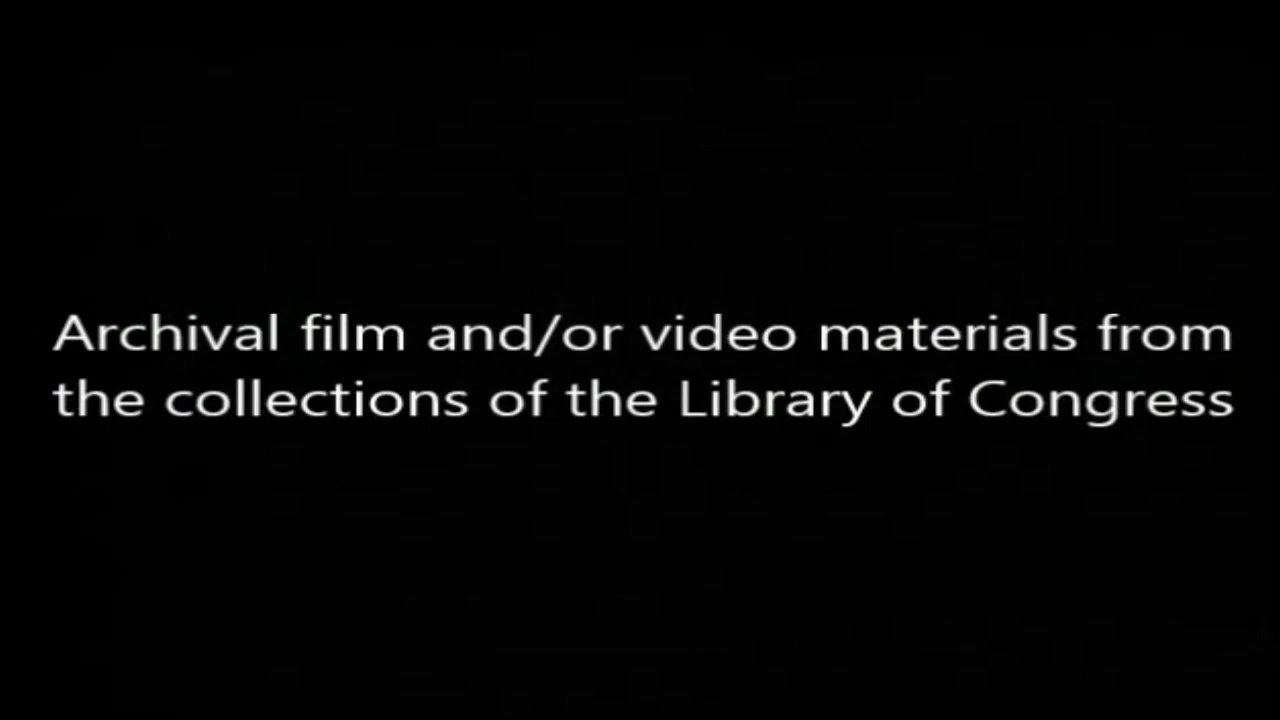 Archival film and/or video materials from
the collections of the Library of Congress